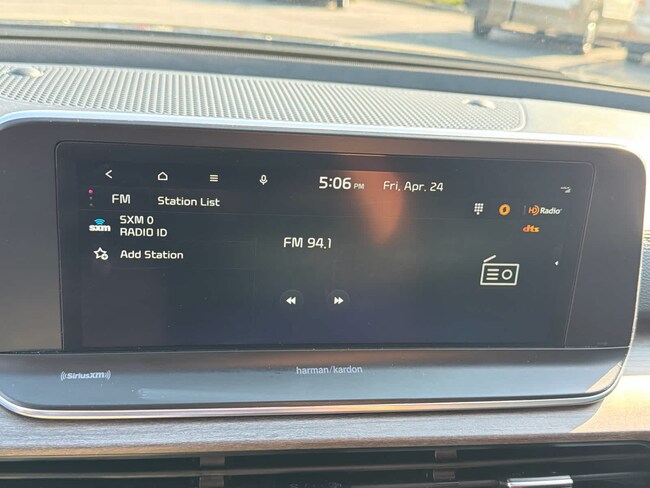 5:06 PM Fri, Apr. 24
FM Station List
HD Radio
dts
sxm SXM 0
RADIO ID
FM 94.1
Add Station
((SiriusXM))
harman/kardon